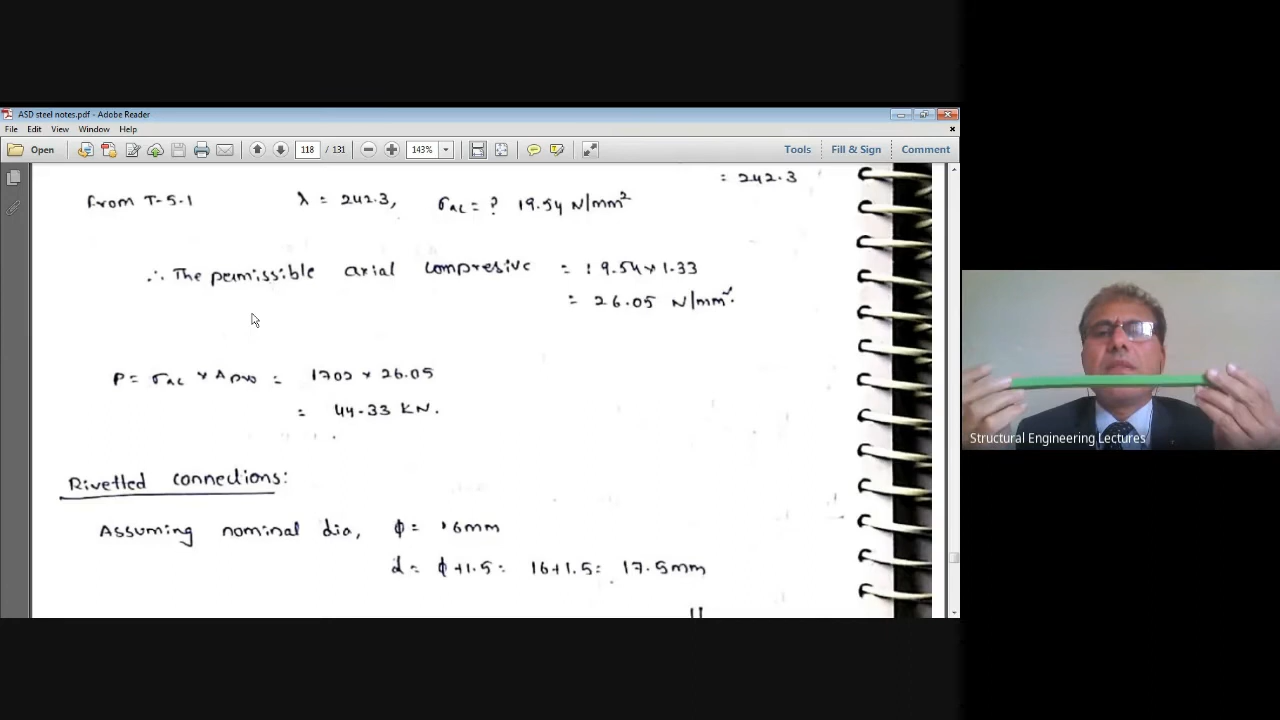 ASD steel notes.pdf - Adobe Reader
File Edit View Window Help
Open 118 / 131 143% Tools Fill & Sign Comment
= 242.3
from T-5.1 λ = 242.3, σac = ? 19.54 N/mm²
∴ The permissible axial compresive = 19.54 × 1.33
= 26.05 N/mm².
P = σac × Apro = 1702 × 26.05
= 44.33 KN.
Rivetted connections:
Assuming nominal dia, ϕ = 16mm
d = ϕ+1.5 = 16+1.5 = 17.5mm
Structural Engineering Lectures